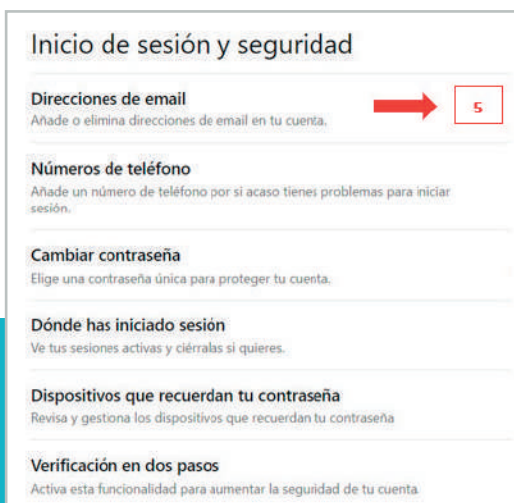 Inicio de sesión y seguridad
Direcciones de email
Añade o elimina direcciones de email en tu cuenta.
5
Números de teléfono
Añade un número de teléfono por si acaso tienes problemas para iniciar
sesión.
Cambiar contraseña
Elige una contraseña única para proteger tu cuenta.
Dónde has iniciado sesión
Ve tus sesiones activas y ciérralas si quieres.
Dispositivos que recuerdan tu contraseña
Revisa y gestiona los dispositivos que recuerdan tu contraseña
Verificación en dos pasos
Activa esta funcionalidad para aumentar la seguridad de tu cuenta